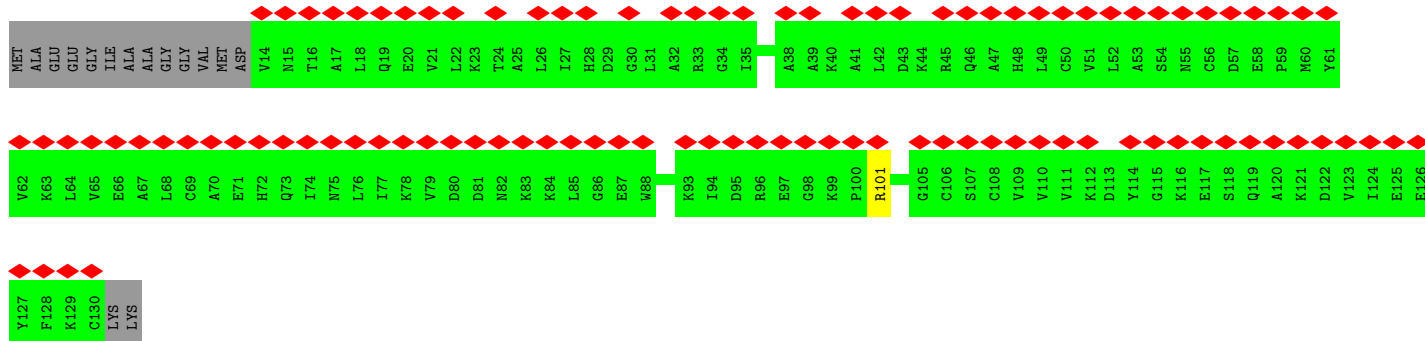 MET ALA GLU GLU GLY ILE ALA ALA GLY GLY VAL MET ASP V14 N15 T16 A17 L18 Q19 E20 V21 L22 K23 T24 A25 L26 I27 H28 D29 G30 L31 A32 R33 G34 I35 A38 A39 K40 A41 L42 D43 K44 R45 Q46 A47 H48 L49 C50 V51 L52 A53 S54 N55 C56 D57 E58 P59 M60 Y61
V62 K63 L64 V65 E66 A67 L68 C69 A70 E71 H72 Q73 I74 N75 L76 I77 K78 V79 D80 D81 N82 K83 K84 L85 G86 E87 W88 K93 I94 D95 R96 E97 G98 K99 P100 R101 G105 C106 S107 C108 V109 V110 V111 K112 D113 Y114 G115 K116 E117 S118 Q119 A120 K121 D122 V123 I124 E125 E126
Y127 F128 K129 C130 LYS LYS